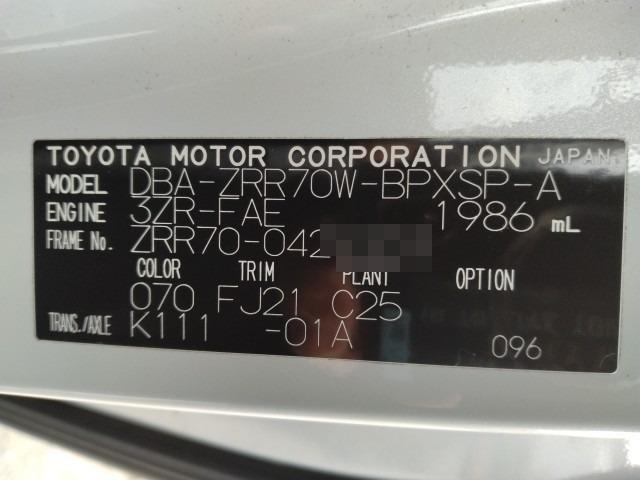 TOYOTA MOTOR CORPORATION JAPAN
MODEL DBA-ZRR70W-BPXSP-A
ENGINE 3ZR-FAE 1986 mL
FRAME No. ZRR70-042
COLOR TRIM PLANT OPTION
070 FJ21 C25
TRANS./AXLE K111 -01A 096